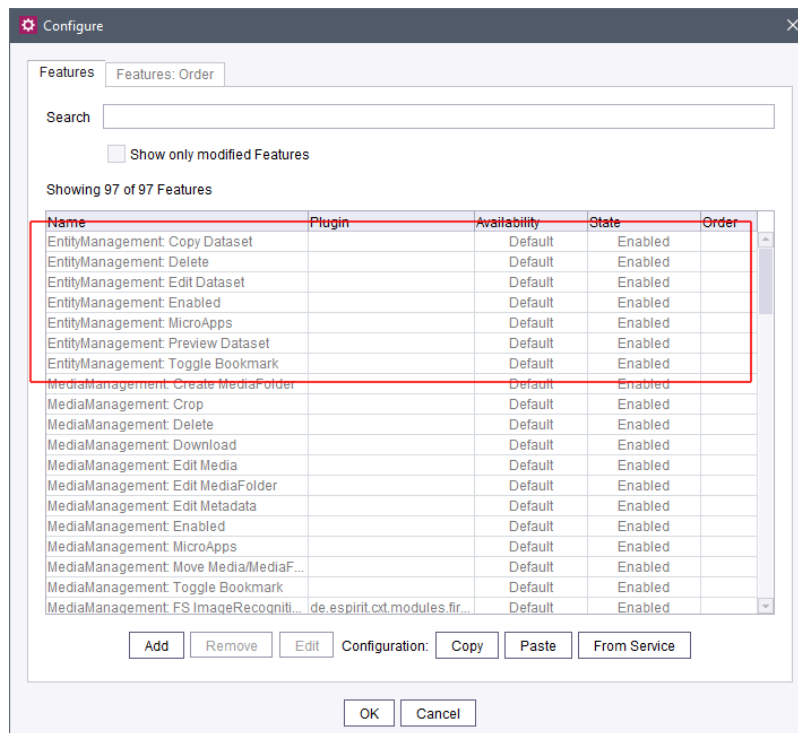 Configure
Features Features: Order
Search
Show only modified Features
Showing 97 of 97 Features
Name Plugin Availability State Order
EntityManagement: Copy Dataset Default Enabled
EntityManagement: Delete Default Enabled
EntityManagement: Edit Dataset Default Enabled
EntityManagement: Enabled Default Enabled
EntityManagement: MicroApps Default Enabled
EntityManagement: Preview Dataset Default Enabled
EntityManagement: Toggle Bookmark Default Enabled
MediaManagement: Create MediaFolder Default Enabled
MediaManagement: Crop Default Enabled
MediaManagement: Delete Default Enabled
MediaManagement: Download Default Enabled
MediaManagement: Edit Media Default Enabled
MediaManagement: Edit MediaFolder Default Enabled
MediaManagement: Edit Metadata Default Enabled
MediaManagement: Enabled Default Enabled
MediaManagement: MicroApps Default Enabled
MediaManagement: Move Media/MediaF... Default Enabled
MediaManagement: Toggle Bookmark Default Enabled
MediaManagement: FS ImageRecogniti... de.espirit.cxt.modules.fir... Default Enabled
Add Remove Edit Configuration: Copy Paste From Service
OK Cancel